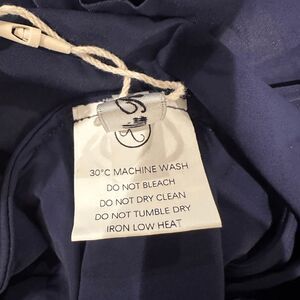 30°C MACHINE WASH
DO NOT BLEACH
DO NOT DRY CLEAN
DO NOT TUMBLE DRY
IRON LOW HEAT